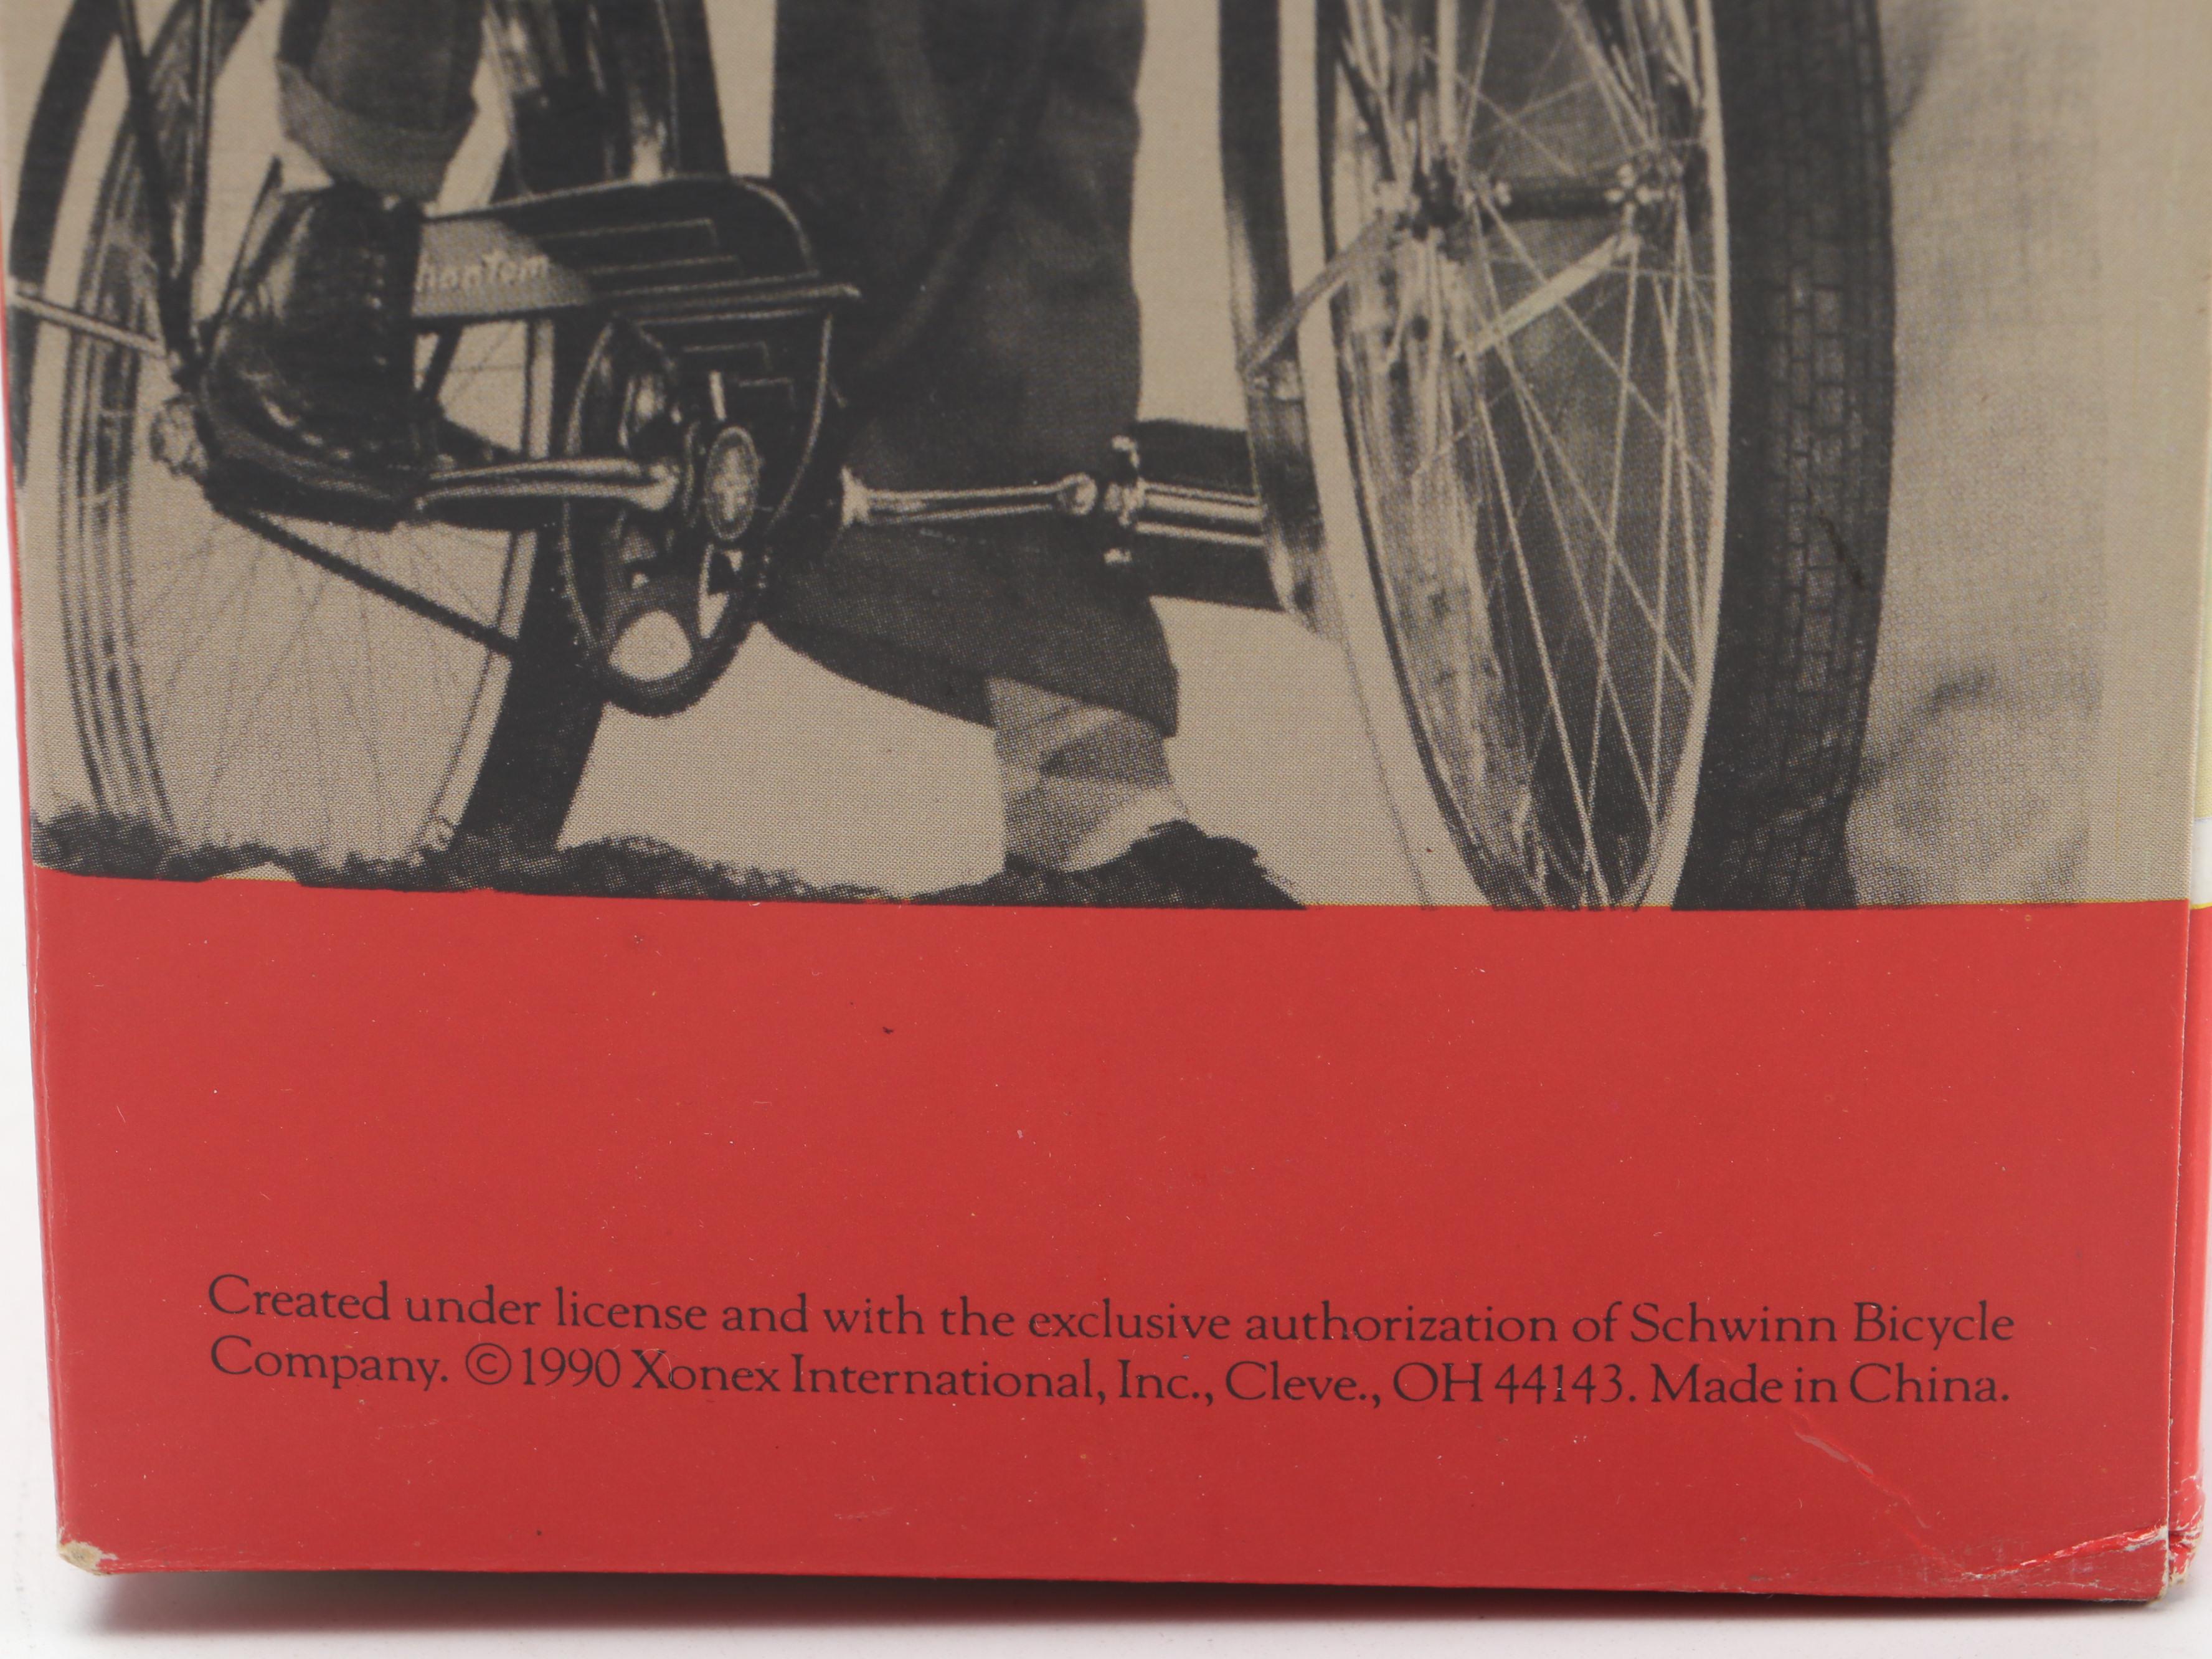 hanTom
Created under license and with the exclusive authorization of Schwinn Bicycle
Company. ©1990 Xonex International, Inc., Cleve., OH 44143. Made in China.